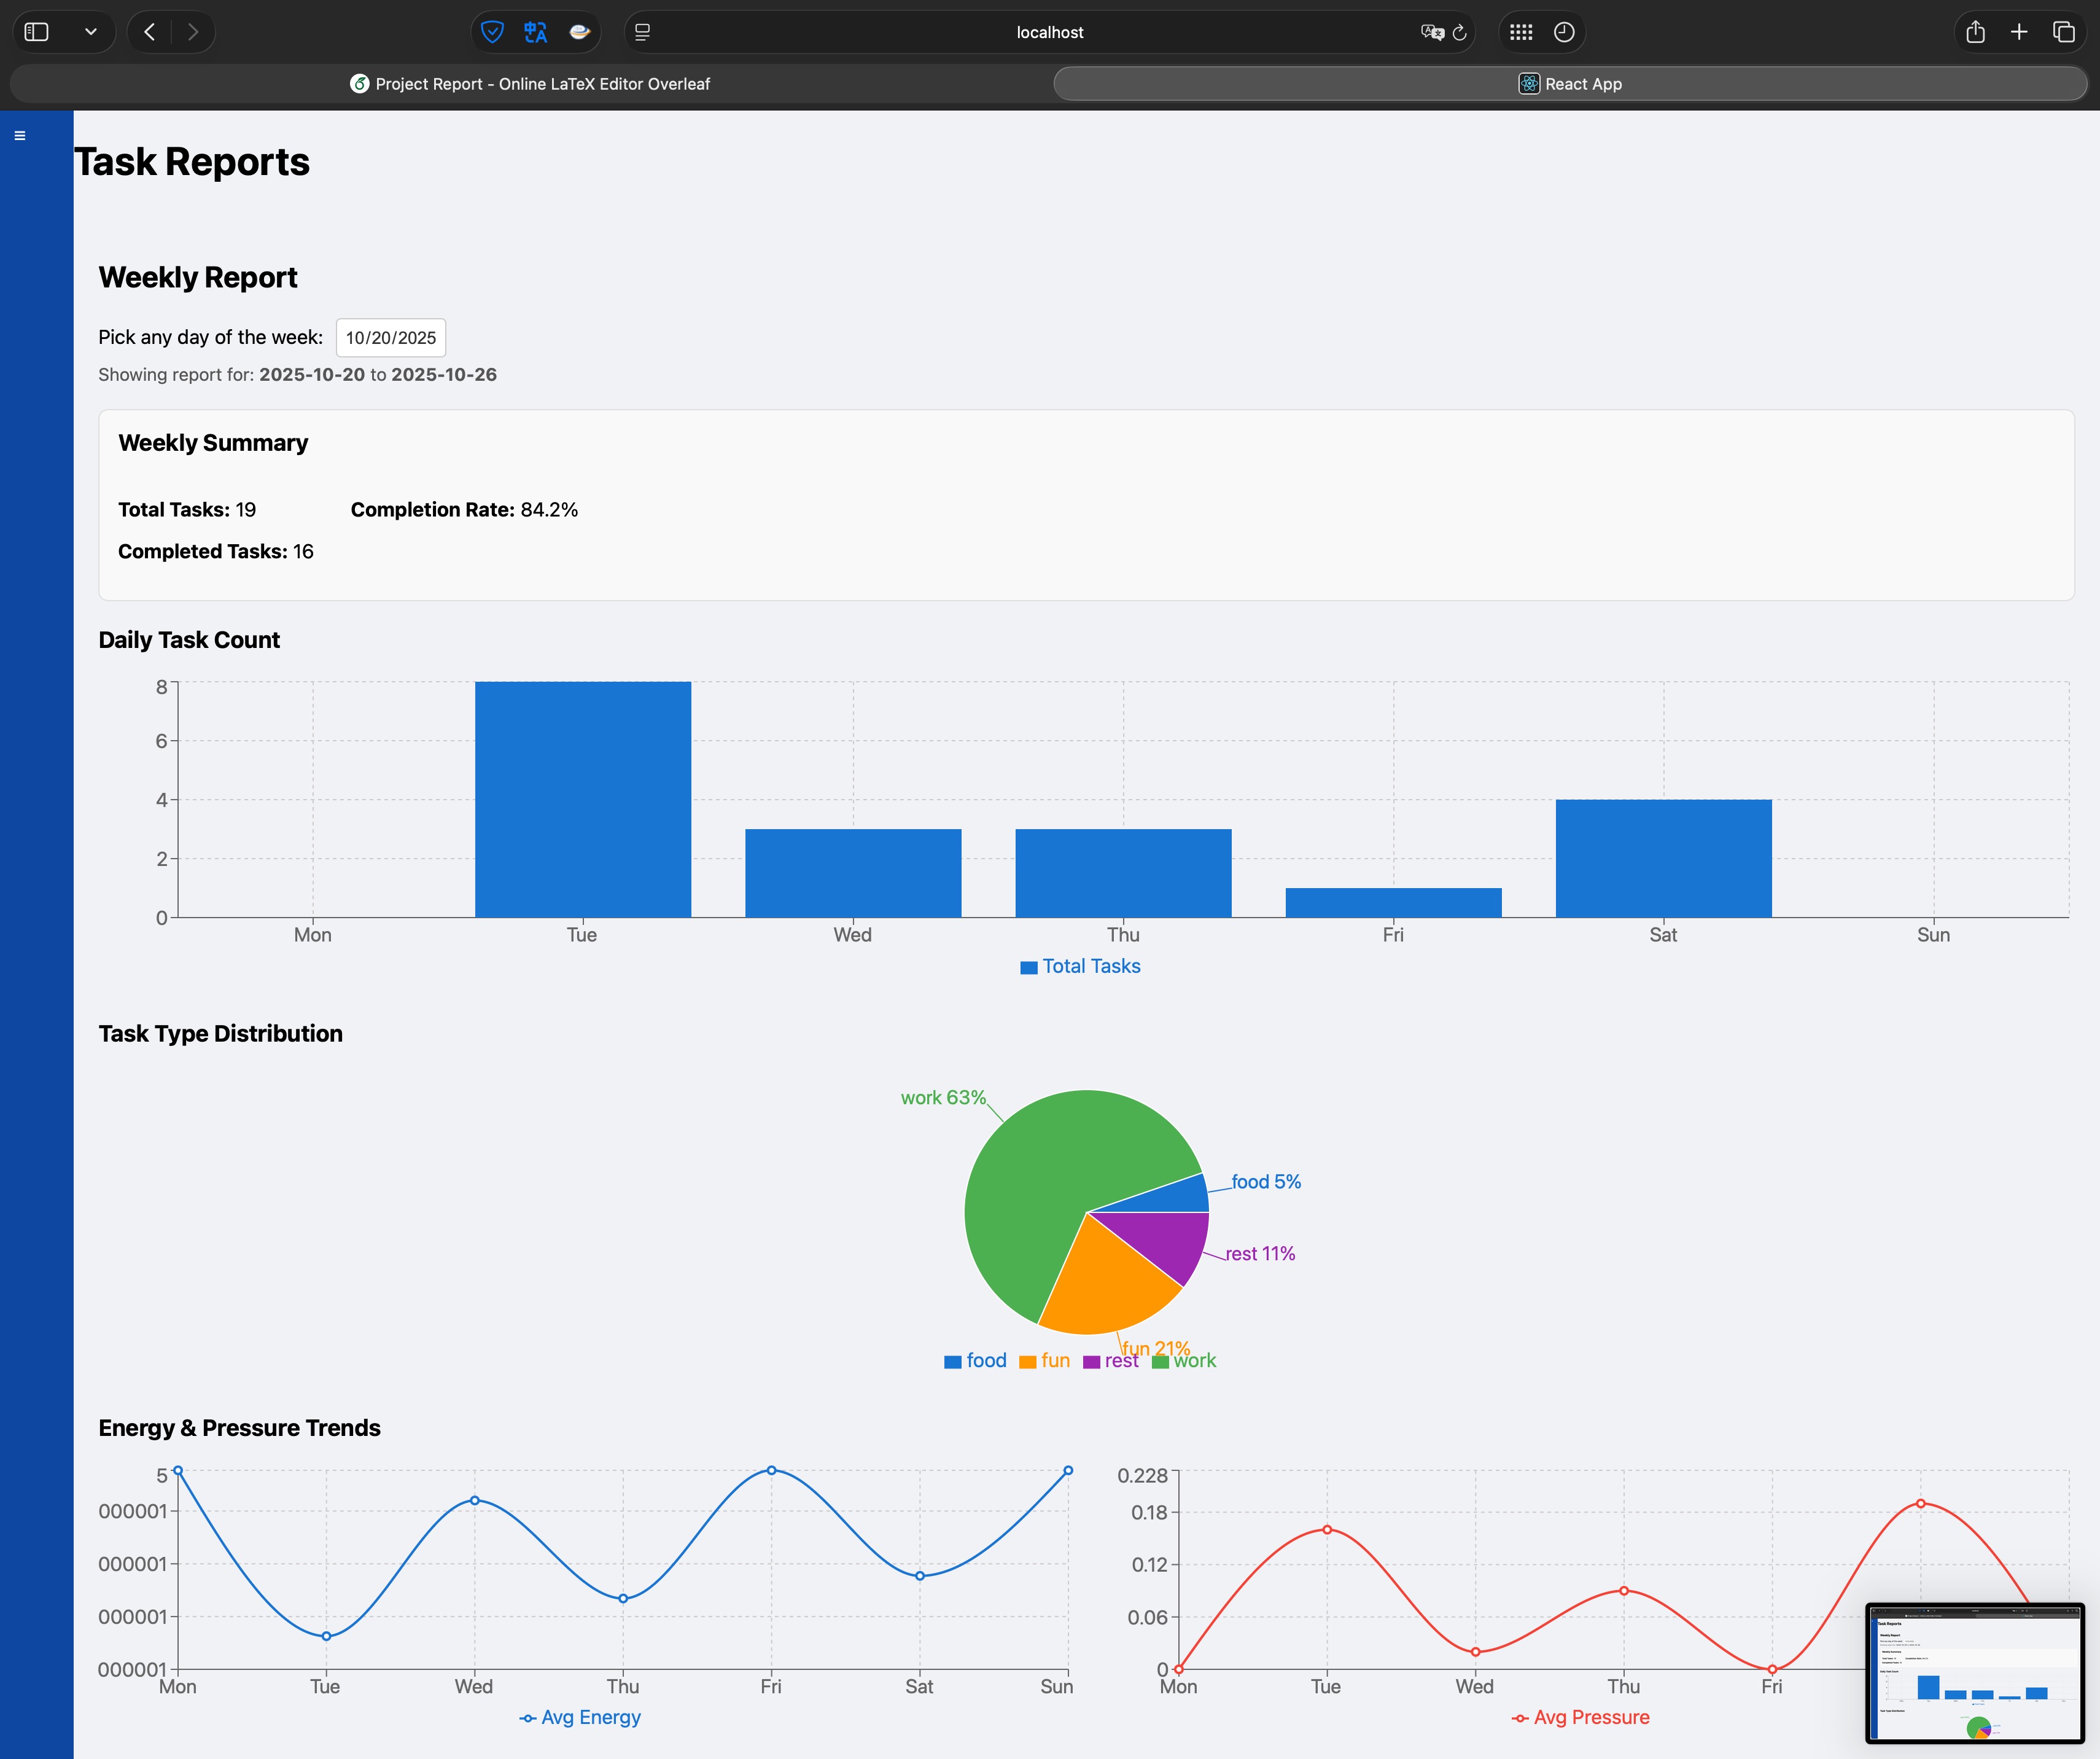 localhost
Project Report - Online LaTeX Editor Overleaf
React App
Task Reports
Weekly Report
Pick any day of the week: 10/20/2025
Showing report for: 2025-10-20 to 2025-10-26
Weekly Summary
Total Tasks: 19 Completion Rate: 84.2%
Completed Tasks: 16
Daily Task Count
8
6
4
2
0
Mon Tue Wed Thu Fri Sat Sun
Total Tasks
Task Type Distribution
work 63%
food 5%
rest 11%
fun 21%
food fun rest work
Energy & Pressure Trends
5
000001
000001
000001
000001
Mon Tue Wed Thu Fri Sat Sun
Avg Energy
0.228
0.18
0.12
0.06
0
Mon Tue Wed Thu Fri
Avg Pressure
Task Reports